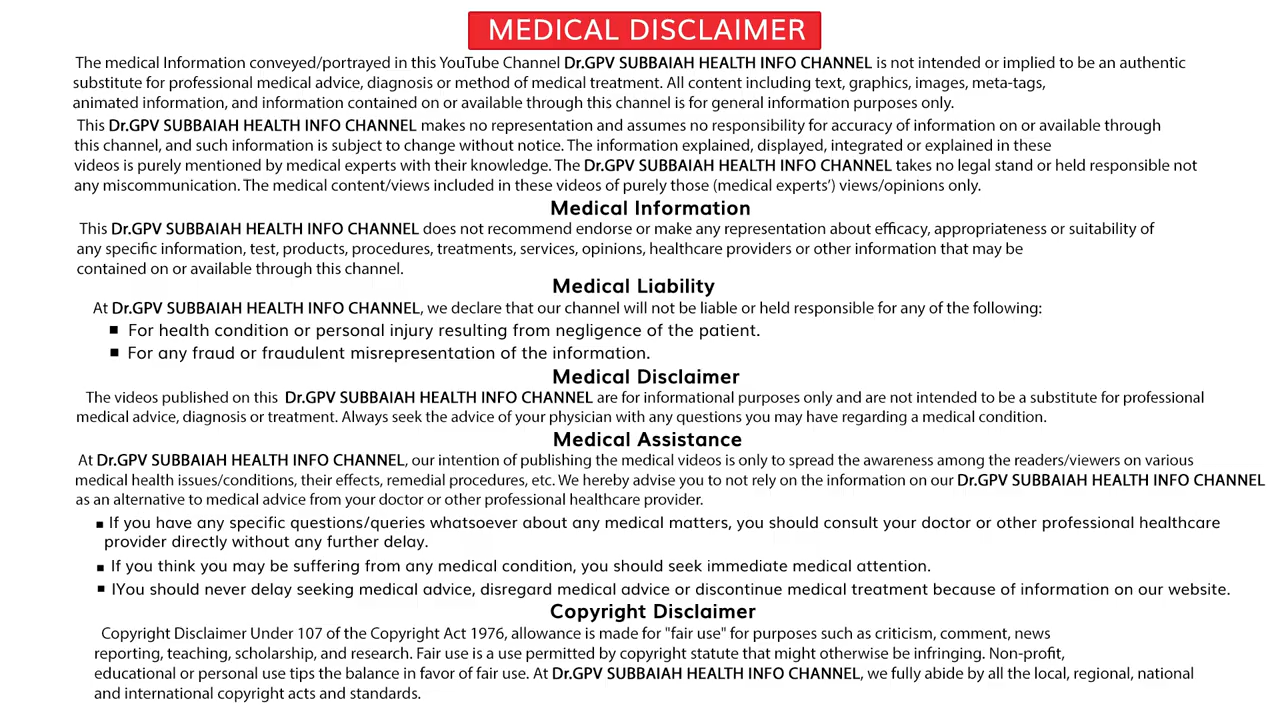 MEDICAL DISCLAIMER
The medical Information conveyed/portrayed in this YouTube Channel Dr.GPV SUBBAIAH HEALTH INFO CHANNEL is not intended or implied to be an authentic
substitute for professional medical advice, diagnosis or method of medical treatment. All content including text, graphics, images, meta-tags,
animated information, and information contained on or available through this channel is for general information purposes only.
This Dr.GPV SUBBAIAH HEALTH INFO CHANNEL makes no representation and assumes no responsibility for accuracy of information on or available through
this channel, and such information is subject to change without notice. The information explained, displayed, integrated or explained in these
videos is purely mentioned by medical experts with their knowledge. The Dr.GPV SUBBAIAH HEALTH INFO CHANNEL takes no legal stand or held responsible not
any miscommunication. The medical content/views included in these videos of purely those (medical experts’) views/opinions only.
Medical Information
This Dr.GPV SUBBAIAH HEALTH INFO CHANNEL does not recommend endorse or make any representation about efficacy, appropriateness or suitability of
any specific information, test, products, procedures, treatments, services, opinions, healthcare providers or other information that may be
contained on or available through this channel.
Medical Liability
At Dr.GPV SUBBAIAH HEALTH INFO CHANNEL, we declare that our channel will not be liable or held responsible for any of the following:
■ For health condition or personal injury resulting from negligence of the patient.
■ For any fraud or fraudulent misrepresentation of the information.
Medical Disclaimer
The videos published on this Dr.GPV SUBBAIAH HEALTH INFO CHANNEL are for informational purposes only and are not intended to be a substitute for professional
medical advice, diagnosis or treatment. Always seek the advice of your physician with any questions you may have regarding a medical condition.
Medical Assistance
At Dr.GPV SUBBAIAH HEALTH INFO CHANNEL, our intention of publishing the medical videos is only to spread the awareness among the readers/viewers on various
medical health issues/conditions, their effects, remedial procedures, etc. We hereby advise you to not rely on the information on our Dr.GPV SUBBAIAH HEALTH INFO CHANNEL
as an alternative to medical advice from your doctor or other professional healthcare provider.
■ If you have any specific questions/queries whatsoever about any medical matters, you should consult your doctor or other professional healthcare
provider directly without any further delay.
■ If you think you may be suffering from any medical condition, you should seek immediate medical attention.
■ lYou should never delay seeking medical advice, disregard medical advice or discontinue medical treatment because of information on our website.
Copyright Disclaimer
Copyright Disclaimer Under 107 of the Copyright Act 1976, allowance is made for "fair use" for purposes such as criticism, comment, news
reporting, teaching, scholarship, and research. Fair use is a use permitted by copyright statute that might otherwise be infringing. Non-profit,
educational or personal use tips the balance in favor of fair use. At Dr.GPV SUBBAIAH HEALTH INFO CHANNEL, we fully abide by all the local, regional, national
and international copyright acts and standards.